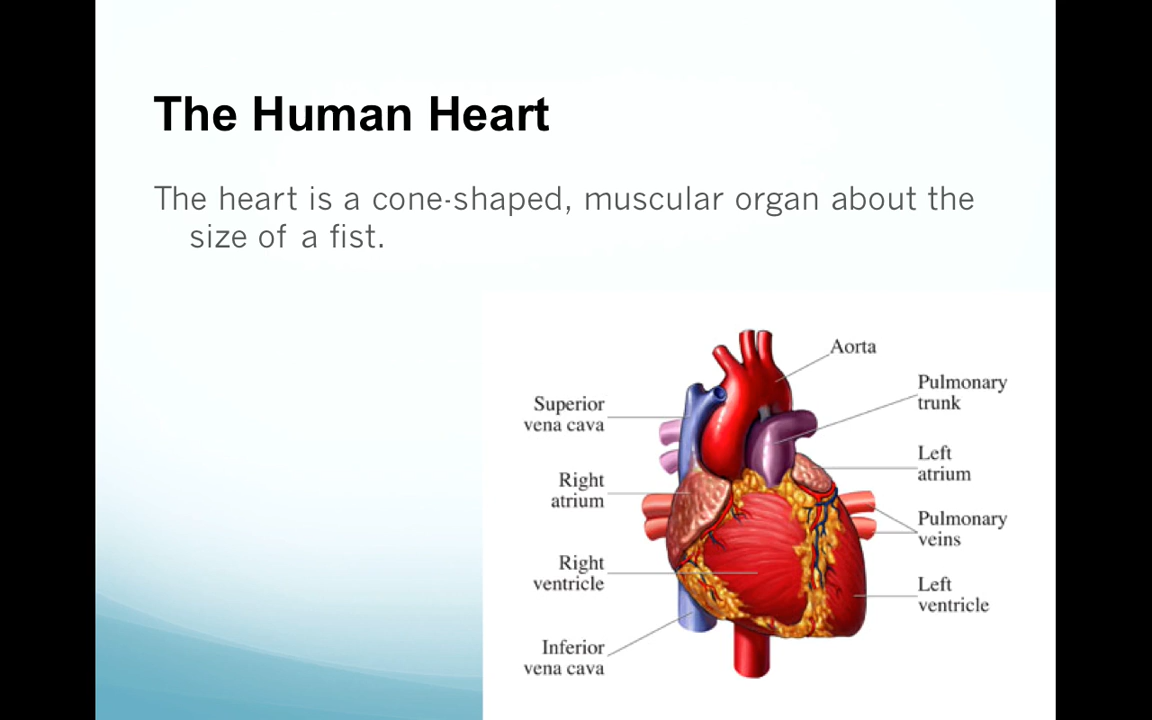 The Human Heart
The heart is a cone-shaped, muscular organ about the
size of a fist.
Aorta
Pulmonary
trunk
Superior
vena cava
Left
atrium
Right
atrium
Pulmonary
veins
Right
ventricle
Left
ventricle
Inferior
vena cava